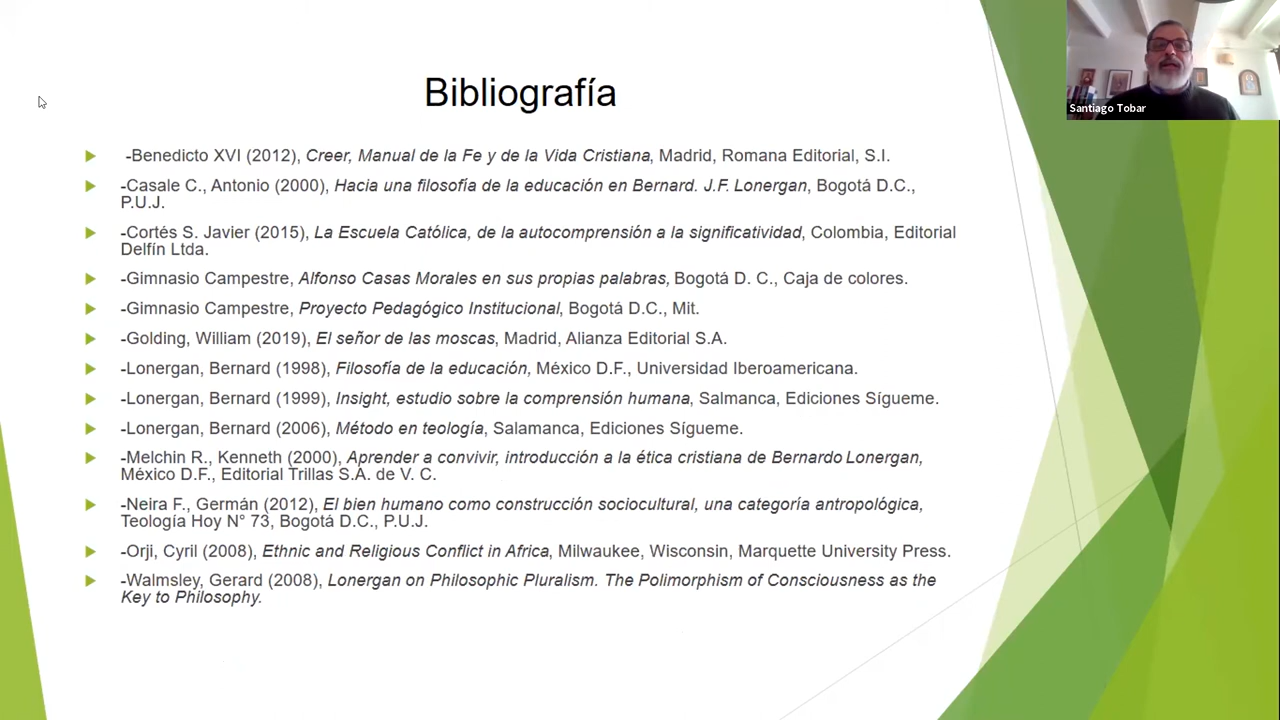 Bibliografía
Santiago Tobar
-Benedicto XVI (2012), Creer, Manual de la Fe y de la Vida Cristiana, Madrid, Romana Editorial, S.I.
-Casale C., Antonio (2000), Hacia una filosofía de la educación en Bernard. J.F. Lonergan, Bogotá D.C.,
P.U.J.
-Cortés S. Javier (2015), La Escuela Católica, de la autocomprensión a la significatividad, Colombia, Editorial
Delfín Ltda.
-Gimnasio Campestre, Alfonso Casas Morales en sus propias palabras, Bogotá D. C., Caja de colores.
-Gimnasio Campestre, Proyecto Pedagógico Institucional, Bogotá D.C., Mit.
-Golding, William (2019), El señor de las moscas, Madrid, Alianza Editorial S.A.
-Lonergan, Bernard (1998), Filosofía de la educación, México D.F., Universidad Iberoamericana.
-Lonergan, Bernard (1999), Insight, estudio sobre la comprensión humana, Salmanca, Ediciones Sígueme.
-Lonergan, Bernard (2006), Método en teología, Salamanca, Ediciones Sígueme.
-Melchin R., Kenneth (2000), Aprender a convivir, introducción a la ética cristiana de Bernardo Lonergan,
México D.F., Editorial Trillas S.A. de V. C.
-Neira F., Germán (2012), El bien humano como construcción sociocultural, una categoría antropológica,
Teología Hoy N° 73, Bogotá D.C., P.U.J.
-Orji, Cyril (2008), Ethnic and Religious Conflict in Africa, Milwaukee, Wisconsin, Marquette University Press.
-Walmsley, Gerard (2008), Lonergan on Philosophic Pluralism. The Polimorphism of Consciousness as the
Key to Philosophy.